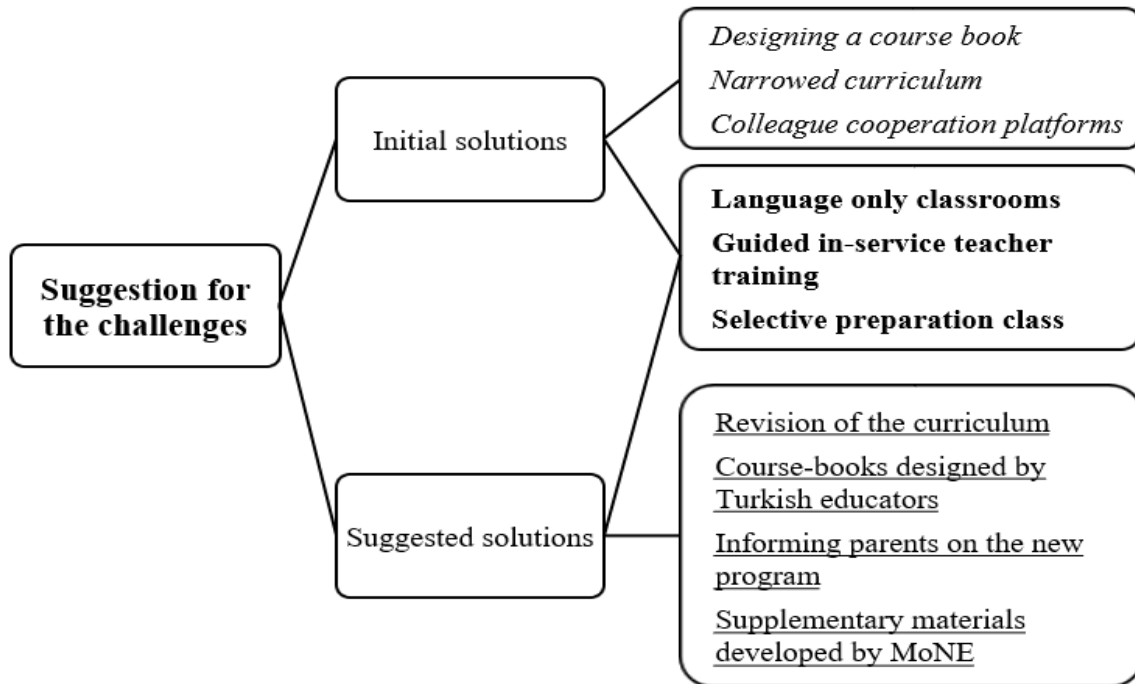 Suggestion for
the challenges
Initial solutions
Suggested solutions
Designing a course book
Narrowed curriculum
Colleague cooperation platforms
Language only classrooms
Guided in-service teacher
training
Selective preparation class
Revision of the curriculum
Course-books designed by
Turkish educators
Informing parents on the new
program
Supplementary materials
developed by MoNE